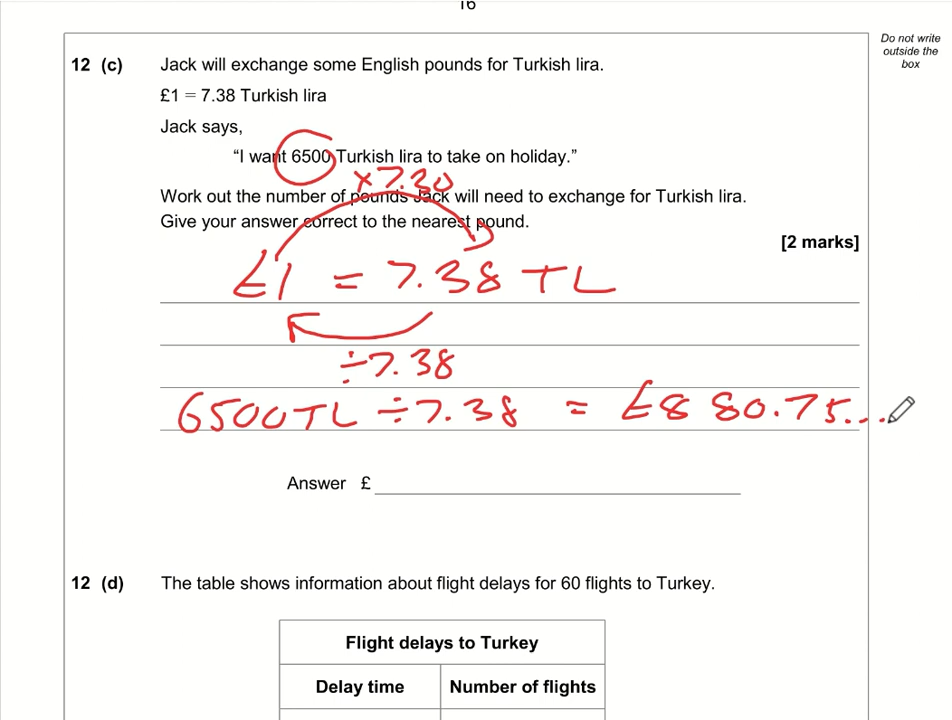 16
Do not write
outside the
box
12 (c) Jack will exchange some English pounds for Turkish lira.
£1 = 7.38 Turkish lira
Jack says,
“I want 6500 Turkish lira to take on holiday.”
×7.30
Work out the number of pounds Jack will need to exchange for Turkish lira.
Give your answer correct to the nearest pound.
[2 marks]
£1 = 7.38 TL
÷7.38
6500TL ÷7.38 = £880.75...
Answer £
12 (d) The table shows information about flight delays for 60 flights to Turkey.
Flight delays to Turkey
Delay time Number of flights